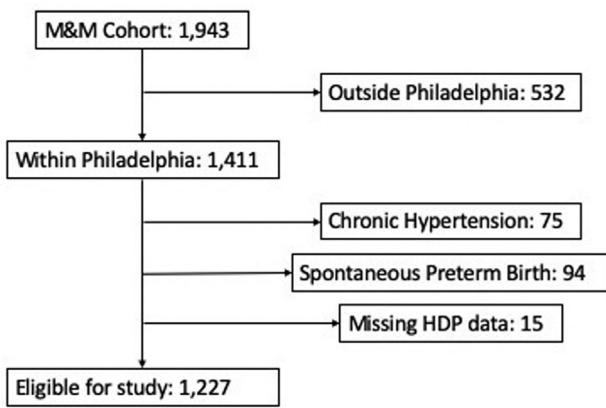 M&M Cohort: 1,943
Outside Philadelphia: 532
Within Philadelphia: 1,411
Chronic Hypertension: 75
Spontaneous Preterm Birth: 94
Missing HDP data: 15
Eligible for study: 1,227